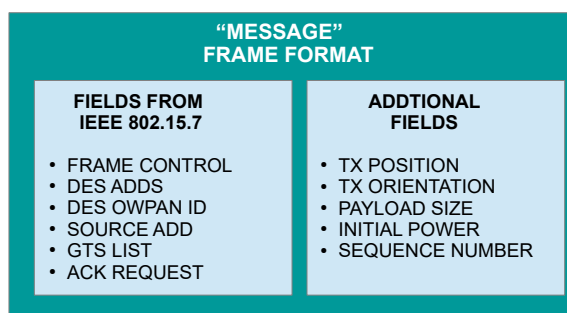 “MESSAGE”
FRAME FORMAT
FIELDS FROM
IEEE 802.15.7
• FRAME CONTROL
• DES ADDS
• DES OWPAN ID
• SOURCE ADD
• GTS LIST
• ACK REQUEST
ADDTIONAL
FIELDS
• TX POSITION
• TX ORIENTATION
• PAYLOAD SIZE
• INITIAL POWER
• SEQUENCE NUMBER